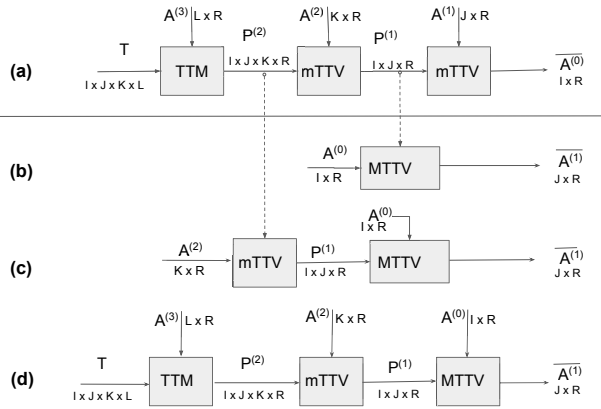 A(3) L x R
A(2) K x R
A(1) J x R
T
P(2)
P(1)
A(0)
(a)
I x J x K x L
TTM
I x J x K x R
mTTV
I x J x R
mTTV
I x R
(b)
A(0)
I x R
MTTV
A(1)
J x R
(c)
A(2)
K x R
mTTV
P(1)
I x J x R
A(0)
I x R
MTTV
A(1)
J x R
A(3) L x R
A(2) K x R
A(0) I x R
(d)
T
I x J x K x L
TTM
P(2)
I x J x K x R
mTTV
P(1)
I x J x R
MTTV
A(1)
J x R